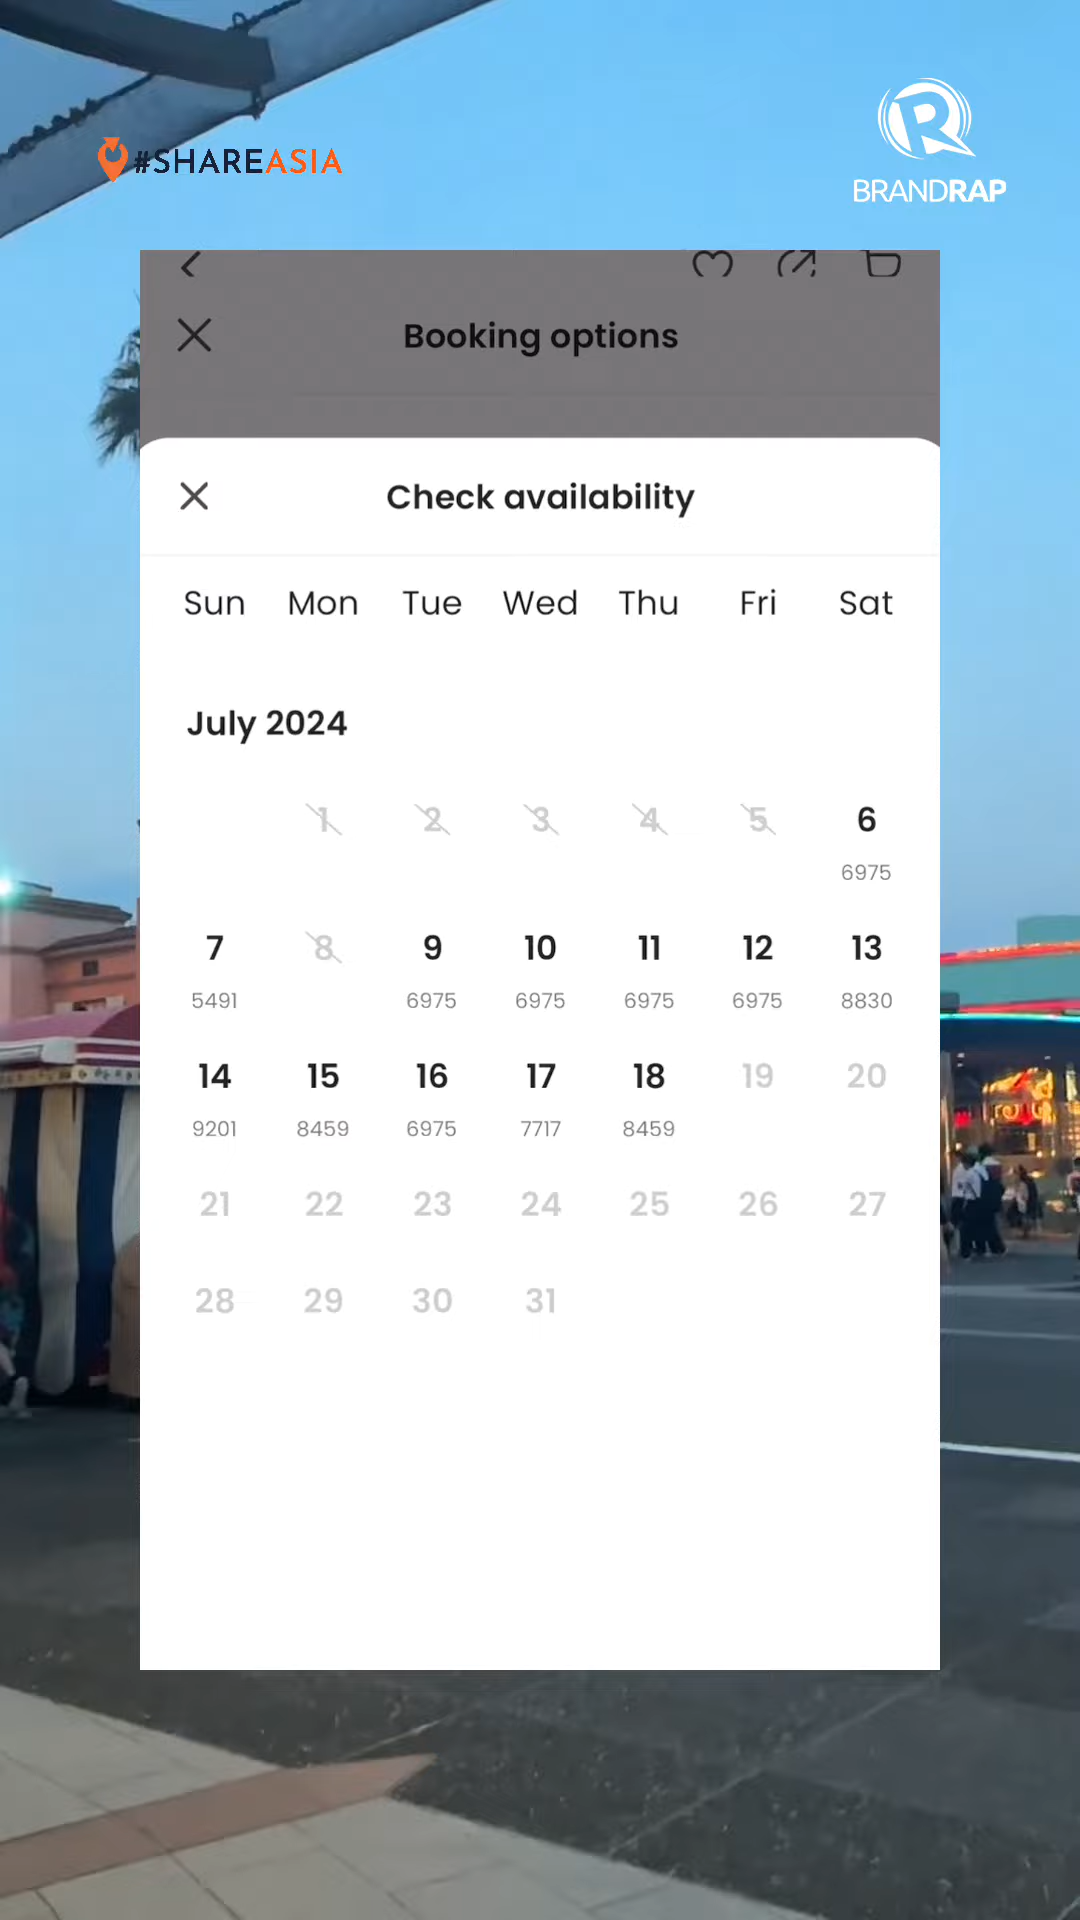 #SHAREASIA
BRANDRAP
Booking options
Check availability
Sun Mon Tue Wed Thu Fri Sat
July 2024
1 2 3 4 5 6
6975
7 8 9 10 11 12 13
5491 6975 6975 6975 6975 8830
14 15 16 17 18 19 20
9201 8459 6975 7717 8459
21 22 23 24 25 26 27
28 29 30 31